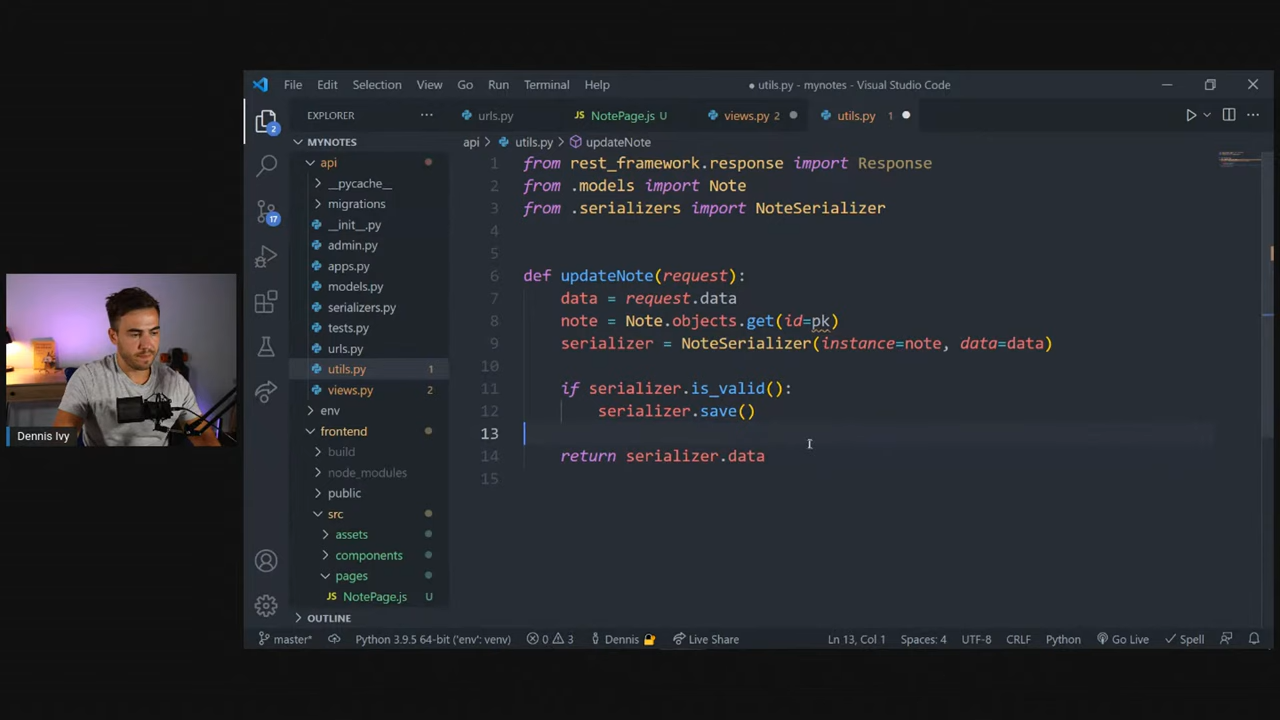 File Edit Selection View Go Run Terminal Help
● utils.py - mynotes - Visual Studio Code
EXPLORER ···
urls.py
JS NotePage.js U
views.py 2
utils.py 1
api > utils.py > updateNote
MYNOTES
api
__pycache__
migrations
__init__.py
admin.py
apps.py
models.py
serializers.py
tests.py
urls.py
utils.py 1
views.py 2
env
frontend
build
node_modules
public
src
assets
components
pages
JS NotePage.js U
OUTLINE
2
17
1 from rest_framework.response import Response
2 from .models import Note
3 from .serializers import NoteSerializer
4
5
6 def updateNote(request):
7 data = request.data
8 note = Note.objects.get(id=pk)
9 serializer = NoteSerializer(instance=note, data=data)
10
11 if serializer.is_valid():
12 serializer.save()
13
14 return serializer.data
15
Dennis Ivy
master* Python 3.9.5 64-bit ('env': venv) 0 3 Dennis Live Share Ln 13, Col 1 Spaces: 4 UTF-8 CRLF Python Go Live Spell